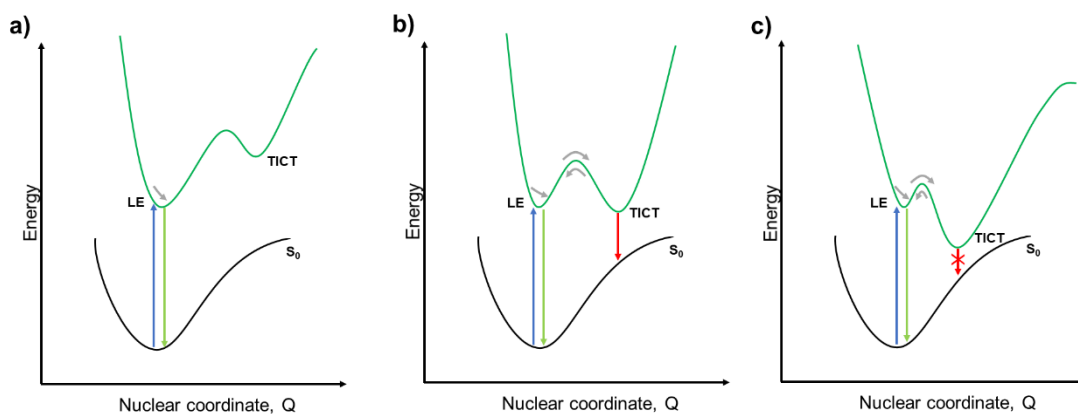 a)
Energy
LE
TICT
S₀
Nuclear coordinate, Q
b)
Energy
LE
TICT
S₀
Nuclear coordinate, Q
c)
Energy
LE
TICT
S₀
Nuclear coordinate, Q